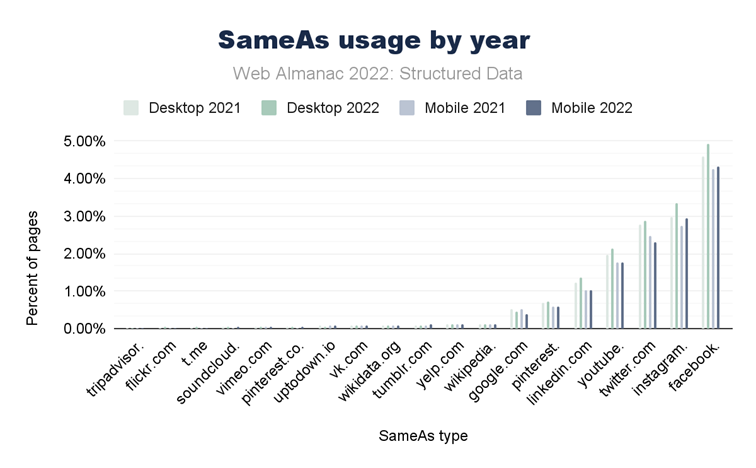 SameAs usage by year
Web Almanac 2022: Structured Data
Desktop 2021 Desktop 2022 Mobile 2021 Mobile 2022
5.00%
4.00%
3.00%
2.00%
1.00%
0.00%
Percent of pages
tripadvisor.
flickr.com
t.me
soundcloud.
vimeo.com
pinterest.co.
uptodown.io
vk.com
wikidata.org
tumblr.com
yelp.com
wikipedia.
google.com
pinterest.
linkedin.com
youtube.
twitter.com
instagram.
facebook.
SameAs type